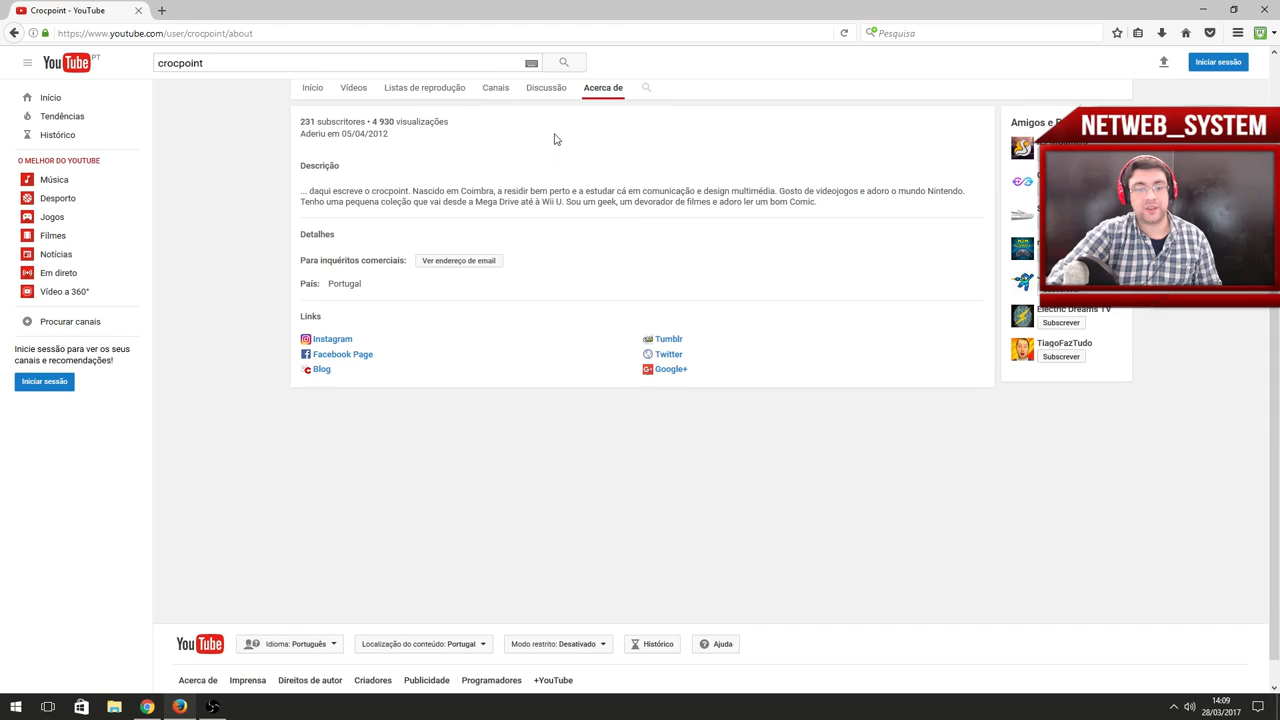 Crocpoint - YouTube
https://www.youtube.com/user/crocpoint/about
Pesquisa
YouTube PT
crocpoint
Iniciar sessão
Início
Vídeos
Listas de reprodução
Canais
Discussão
Acerca de
Início
Tendências
Histórico
O MELHOR DO YOUTUBE
Música
Desporto
Jogos
Filmes
Notícias
Em direto
Vídeo a 360°
Procurar canais
Inicie sessão para ver os seus
canais e recomendações!
Iniciar sessão
231 subscritores • 4 930 visualizações
Aderiu em 05/04/2012
Descrição
... daqui escreve o crocpoint. Nascido em Coimbra, a residir bem perto e a estudar cá em comunicação e design multimédia. Gosto de videojogos e adoro o mundo Nintendo.
Tenho uma pequena coleção que vai desde a Mega Drive até à Wii U. Sou um geek, um devorador de filmes e adoro ler um bom Comic.
Detalhes
Para inquéritos comerciais: Ver endereço de email
País: Portugal
Links
Instagram
Tumblr
Facebook Page
Twitter
Blog
Google+
Amigos e
NETWEB_SYSTEM
Electric Dreams TV
Subscrever
TiagoFazTudo
Subscrever
YouTube
Idioma: Português
Localização do conteúdo: Portugal
Modo restrito: Desativado
Histórico
Ajuda
Acerca de
Imprensa
Direitos de autor
Criadores
Publicidade
Programadores
+YouTube
14:09
28/03/2017